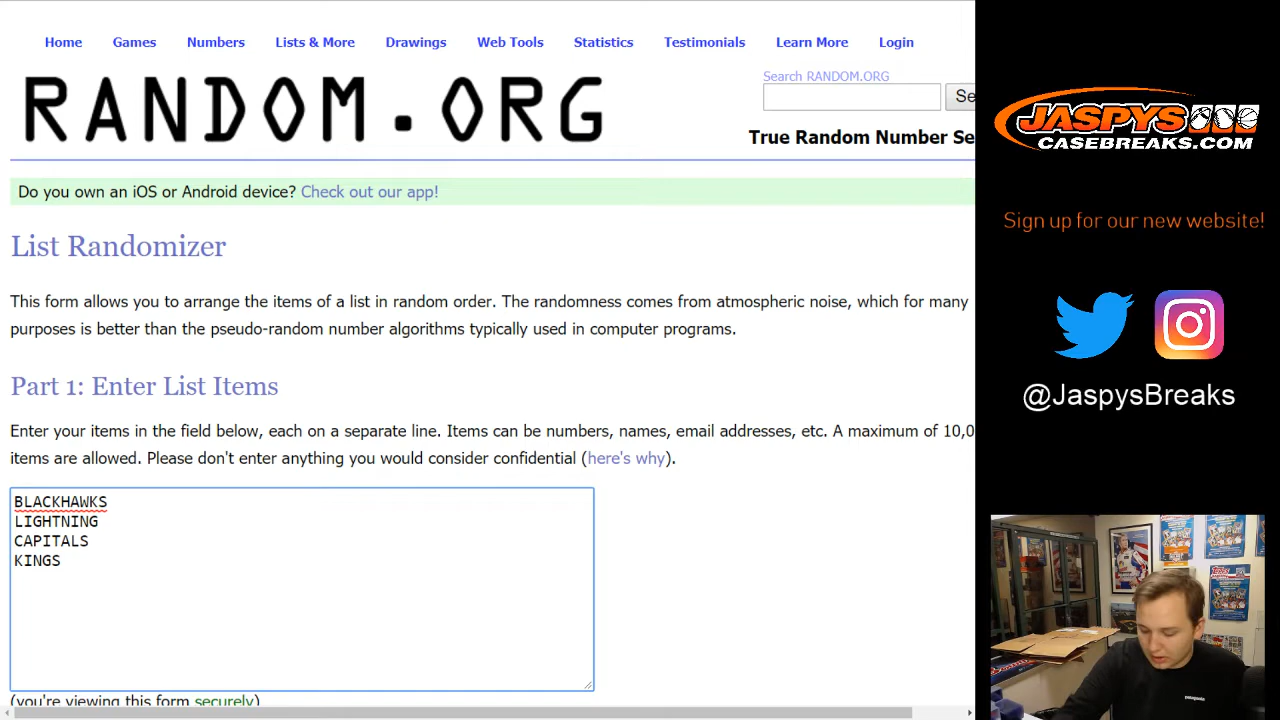 Home Games Numbers Lists & More Drawings Web Tools Statistics Testimonials Learn More Login
RANDOM.ORG
Search RANDOM.ORG
Se
True Random Number Se
Do you own an iOS or Android device? Check out our app!
List Randomizer
This form allows you to arrange the items of a list in random order. The randomness comes from atmospheric noise, which for many
purposes is better than the pseudo-random number algorithms typically used in computer programs.
Part 1: Enter List Items
Enter your items in the field below, each on a separate line. Items can be numbers, names, email addresses, etc. A maximum of 10,0
items are allowed. Please don't enter anything you would consider confidential (here's why).
BLACKHAWKS
LIGHTNING
CAPITALS
KINGS
(you're viewing this form securely)
JASPYS
CASEBREAKS.COM
Sign up for our new website!
@JaspysBreaks
patagonia